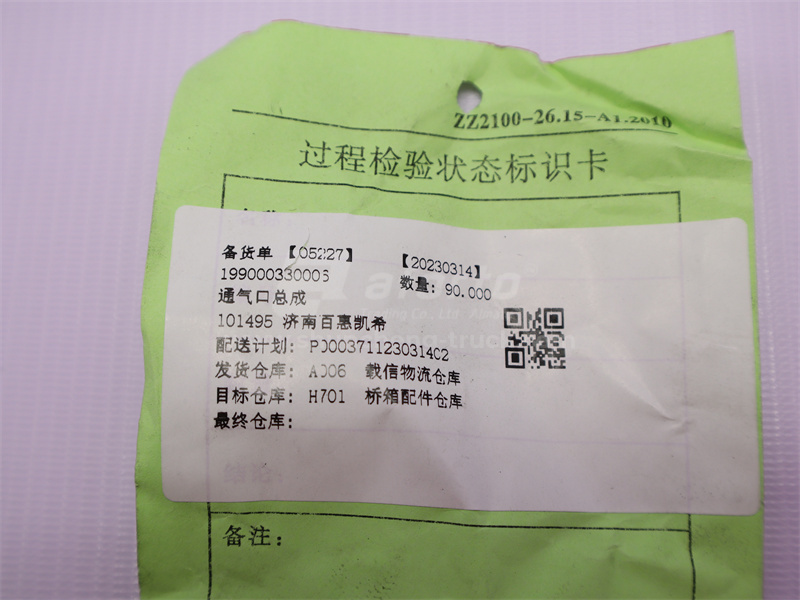 ZZ2100-26.15-A1.2010
过程检验状态标识卡
备货单 【05227】 【20230314】
199000330006 数量: 90.000
通气口总成
101495 济南百惠凯希
配送计划: PD00371123031402
发货仓库: A006 载信物流仓库
目标仓库: H701 桥箱配件仓库
最终仓库:
备注: